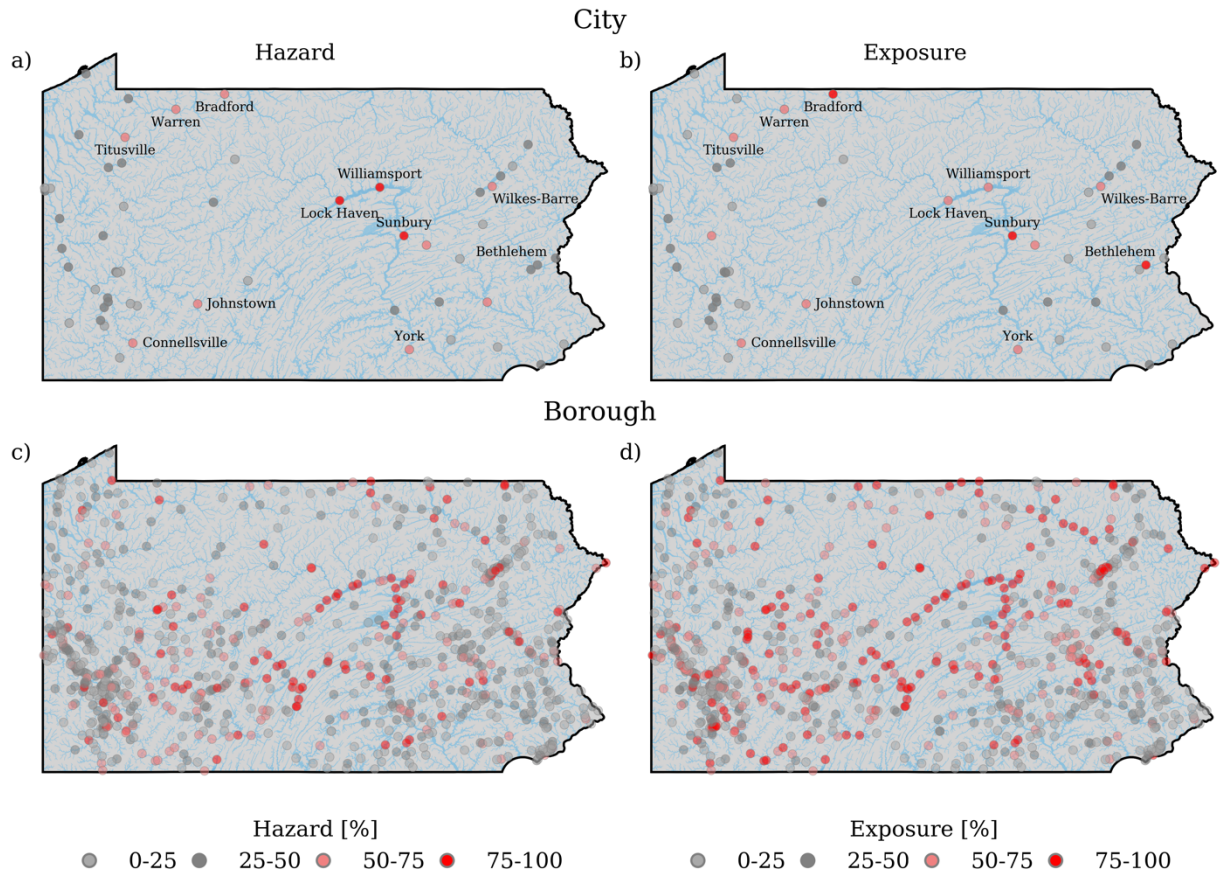 City
a) Hazard
b) Exposure
Bradford
Warren
Titusville
Williamsport
Lock Haven
Wilkes-Barre
Sunbury
Bethlehem
Johnstown
York
Connellsville
Bradford
Warren
Titusville
Williamsport
Lock Haven
Wilkes-Barre
Sunbury
Bethlehem
Johnstown
York
Connellsville
Borough
c)
d)
Hazard [%]
0-25 25-50 50-75 75-100
Exposure [%]
0-25 25-50 50-75 75-100